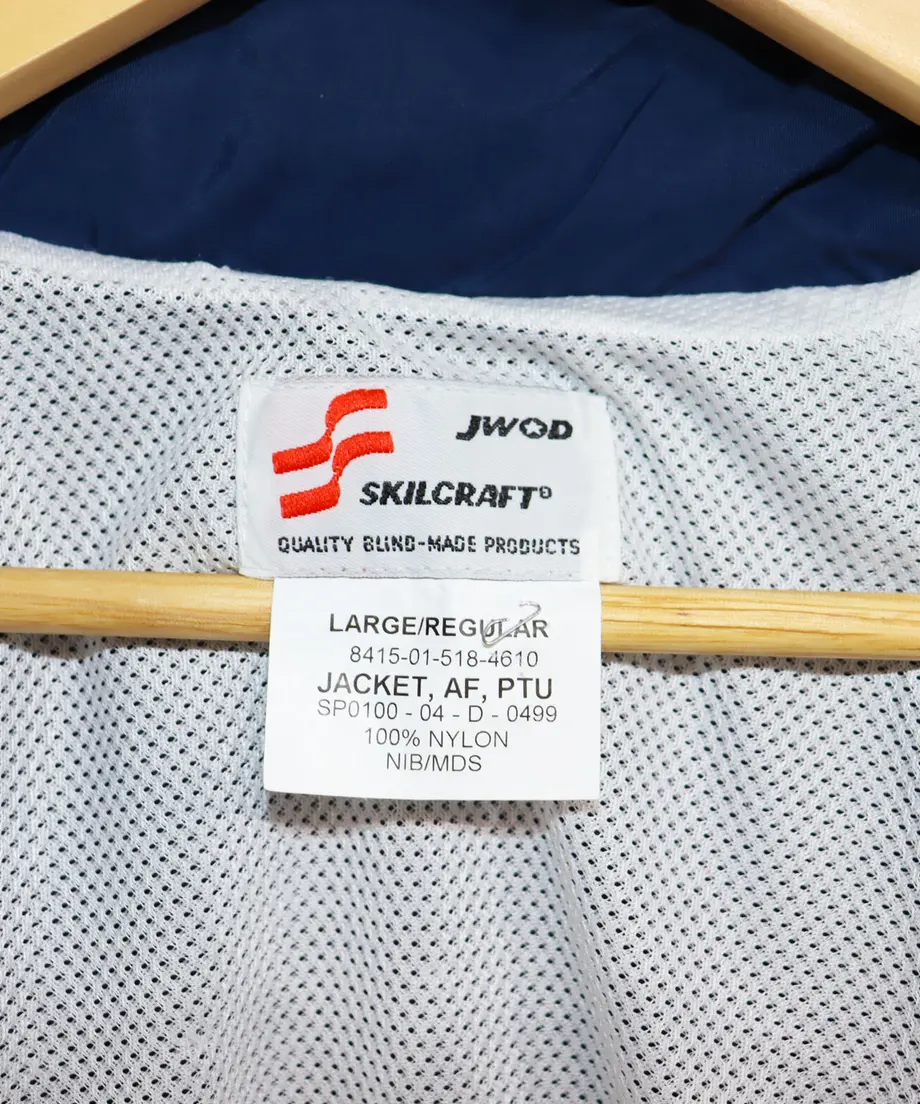 JWOD
SKILCRAFT®
QUALITY BLIND-MADE PRODUCTS
LARGE/REGULAR
8415-01-518-4610
JACKET, AF, PTU
SP0100 - 04 - D - 0499
100% NYLON
NIB/MDS